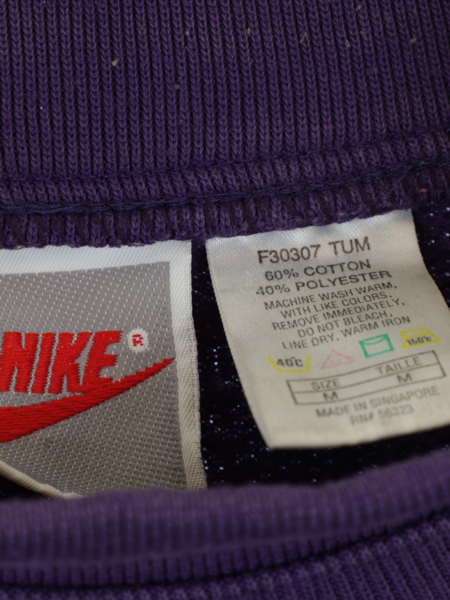 NIKE ®
F30307 TUM
60% COTTON
40% POLYESTER
MACHINE WASH WARM,
WITH LIKE COLORS.
REMOVE IMMEDIATELY.
DO NOT BLEACH.
LINE DRY. WARM IRON
40°C 150°C
SIZE TAILLE
M M
MADE IN SINGAPORE
RN# 56323